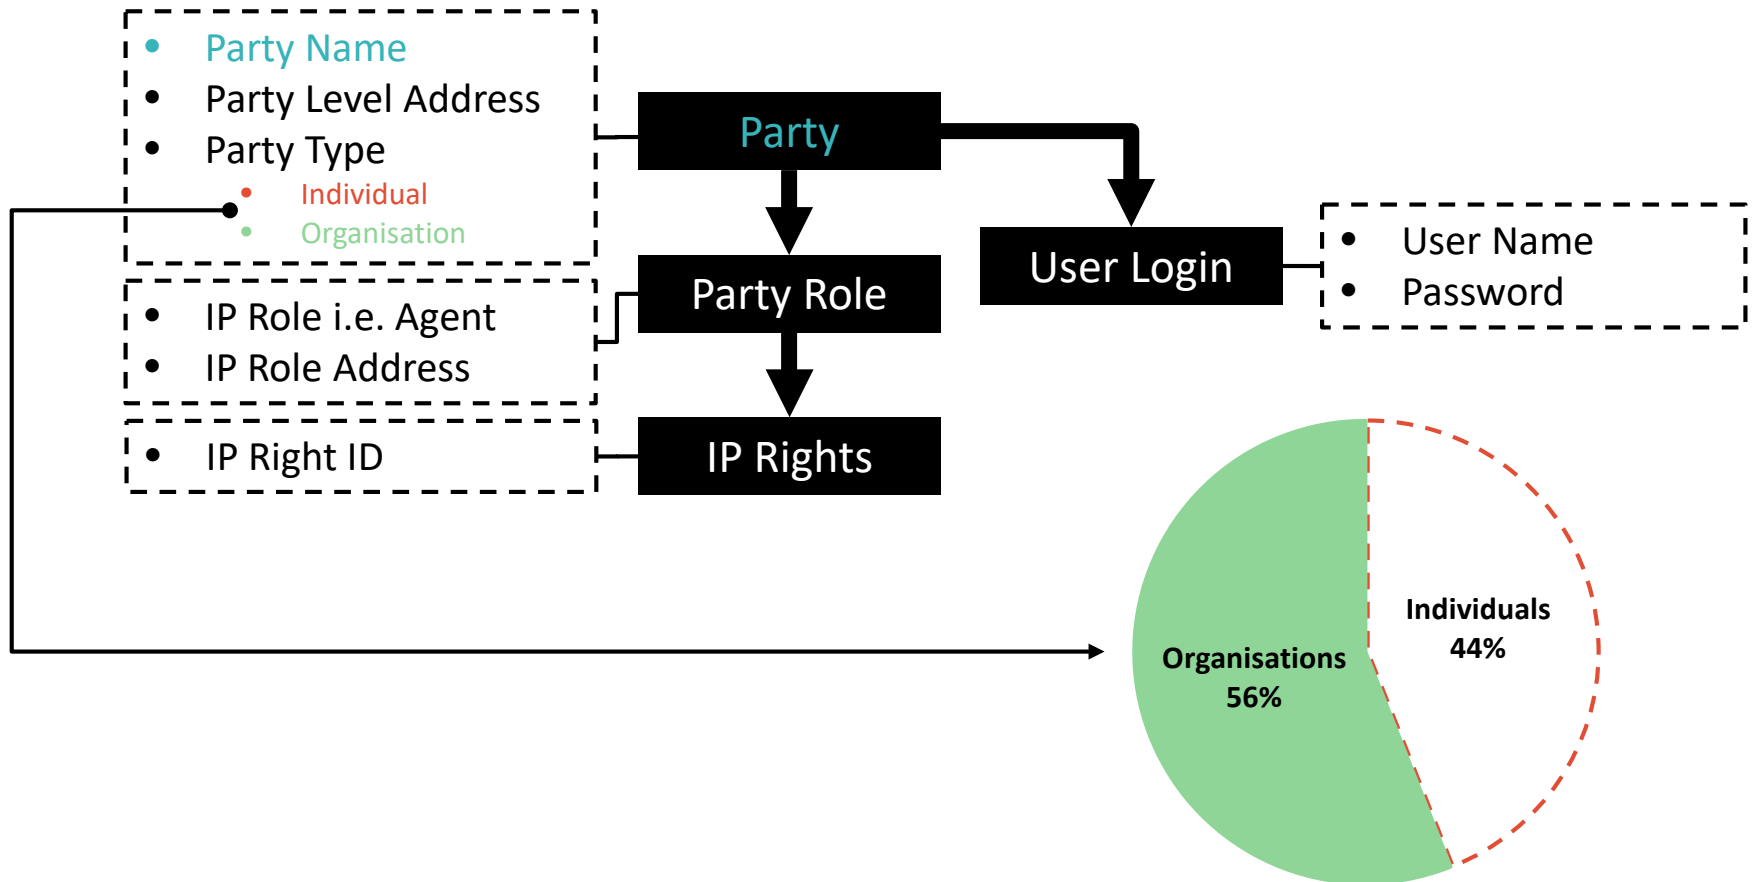 Party Name
Party Level Address
Party Type
Individual
Organisation
Party
IP Role i.e. Agent
IP Role Address
Party Role
User Login
User Name
Password
IP Right ID
IP Rights
Individuals
44%
Organisations
56%